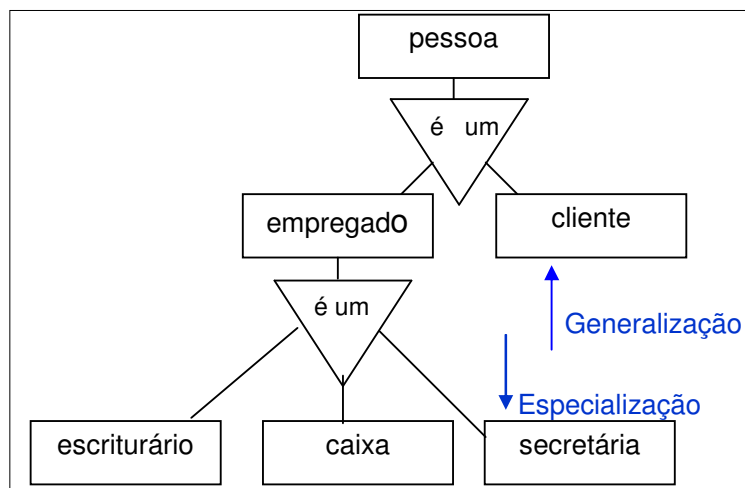 pessoa
é um
empregado
cliente
é um
Generalização
Especialização
escriturário
caixa
secretária